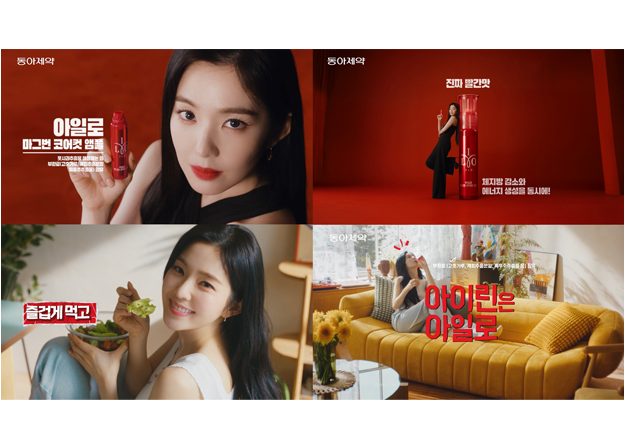 동아제약
아일로
마그번 코어컷 앰플
동아제약
진짜 빨간맛
체지방 감소와
에너지 생성을 동시에!
즐겁게 먹고
동아제약
아이린은
아일로